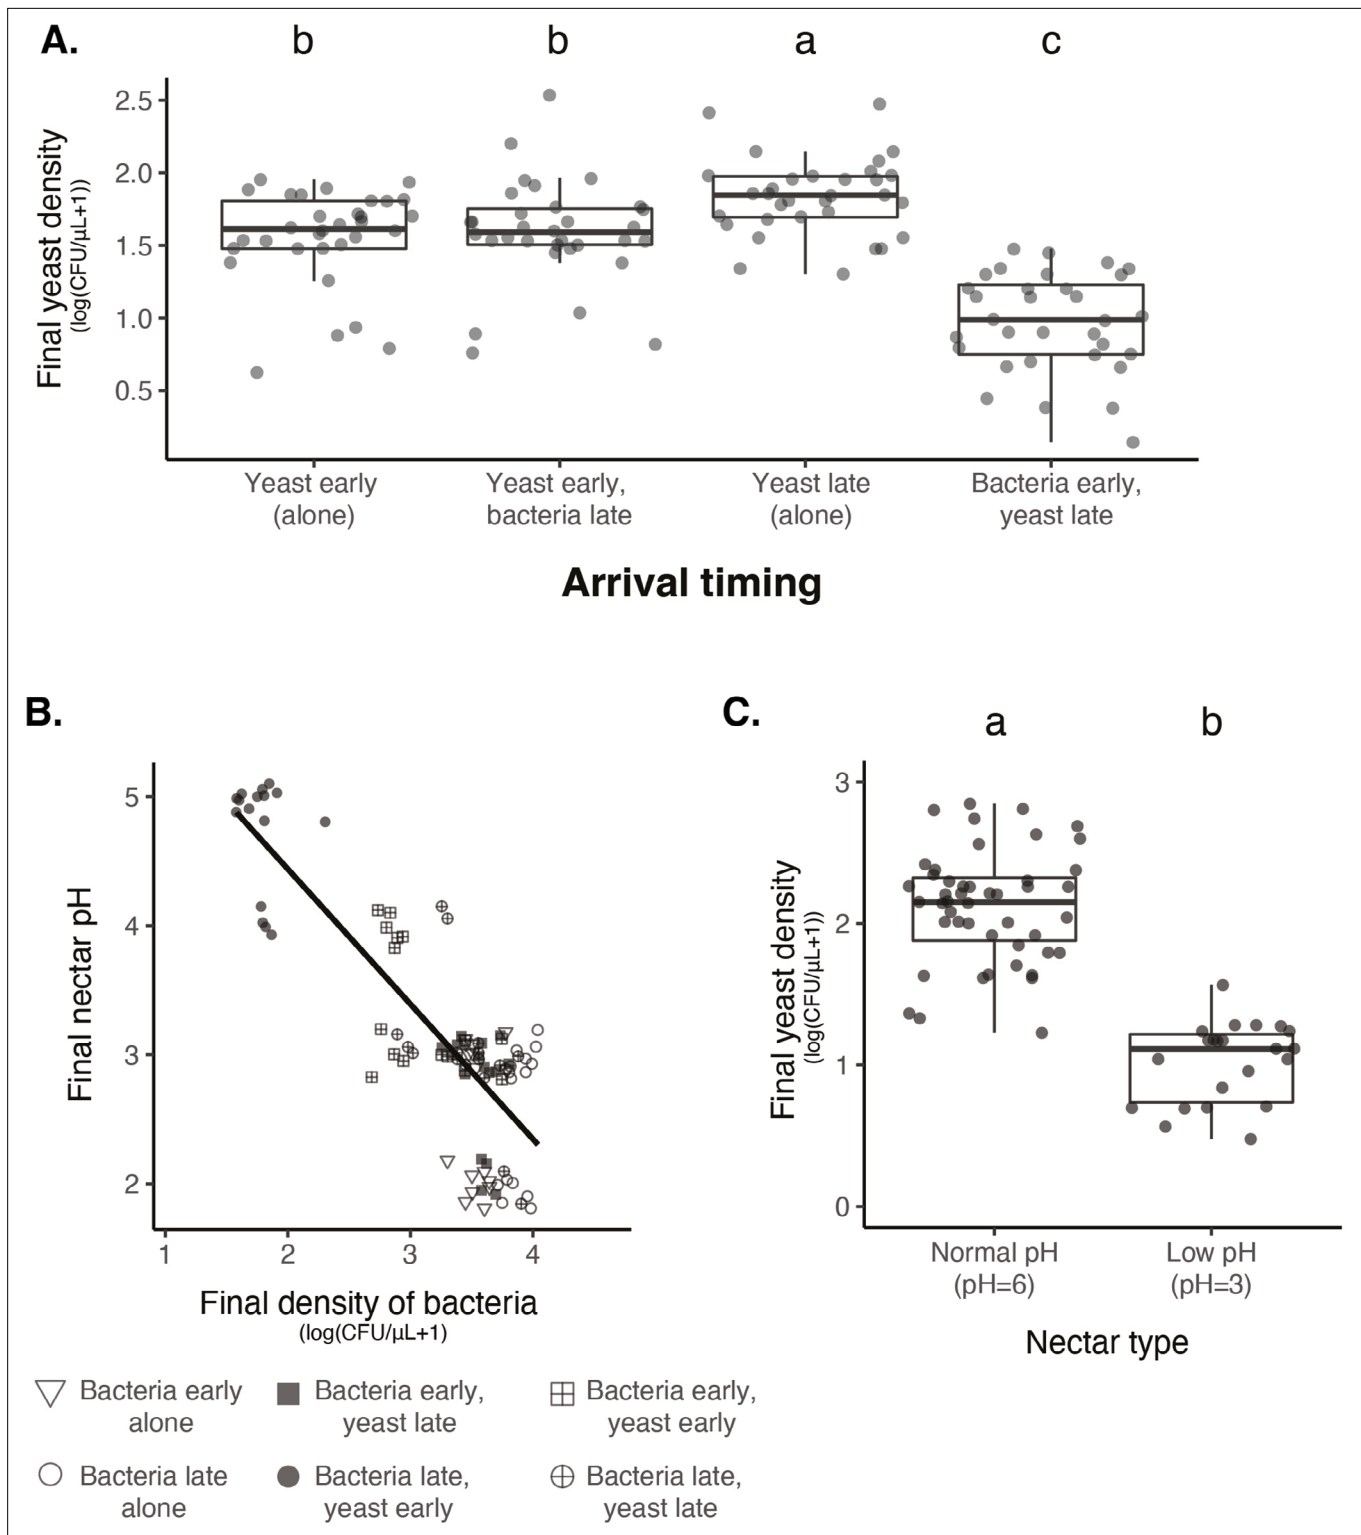 A.
b b a c
Final yeast density
(log(CFU/µL+1))
2.5
2.0
1.5
1.0
0.5
Yeast early Yeast early, Yeast late Bacteria early,
(alone) bacteria late (alone) yeast late
Arrival timing
B.
Final nectar pH
5
4
3
2
1 2 3 4
Final density of bacteria
(log(CFU/µL+1)
C.
a b
Final yeast density
(log(CFU/µL+1))
3
2
1
0
Normal pH Low pH
(pH=6) (pH=3)
Nectar type
Bacteria early Bacteria early, Bacteria early,
alone yeast late yeast early
Bacteria late Bacteria late, Bacteria late,
alone yeast early yeast late